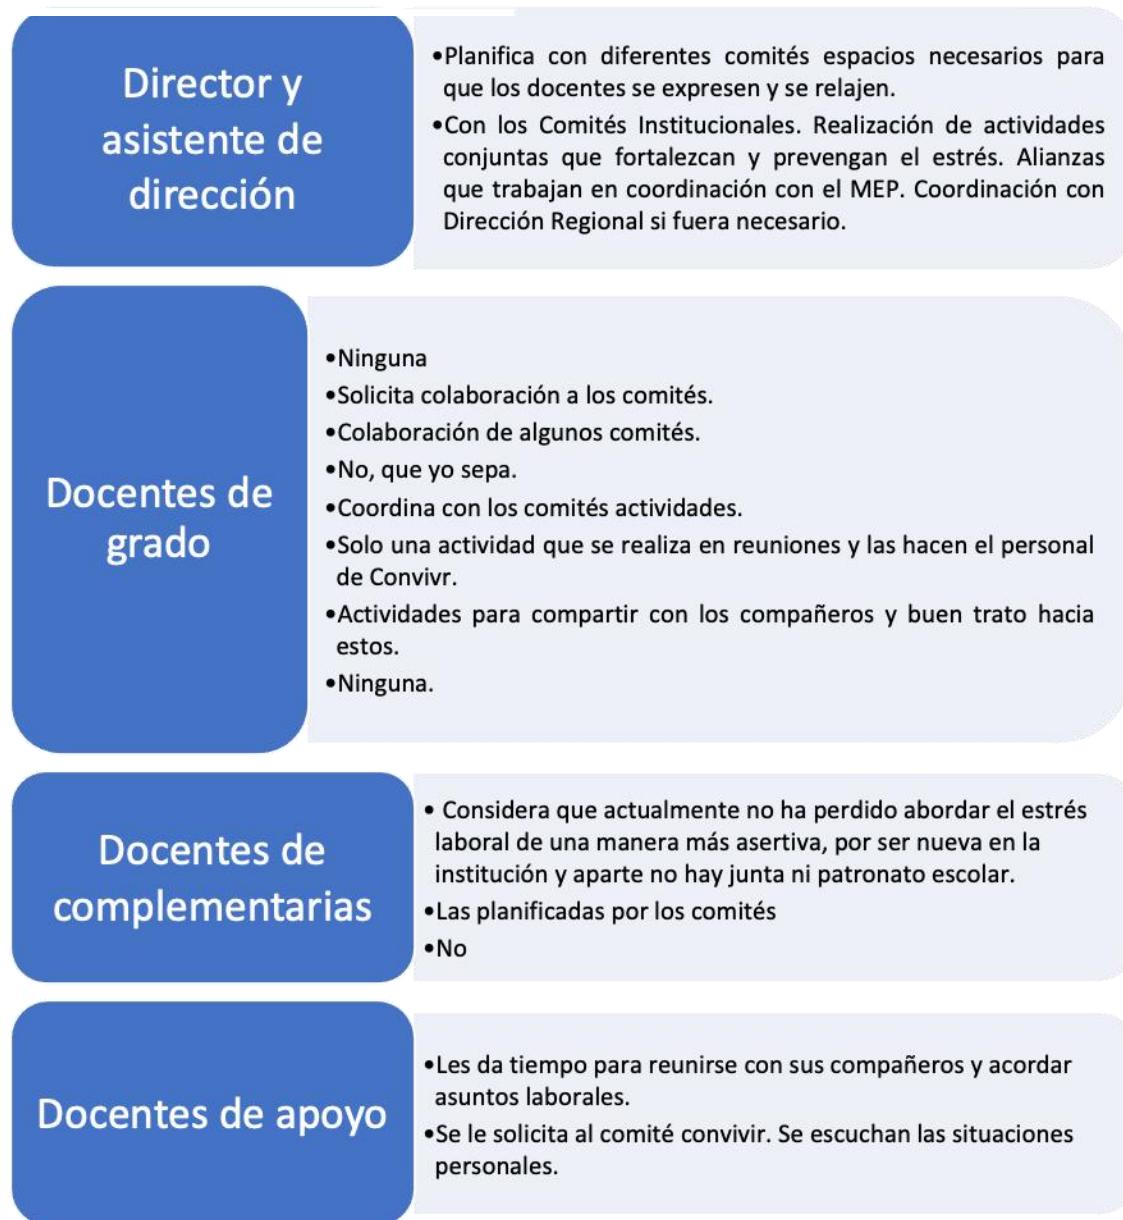 Director y
asistente de
dirección
•Planifica con diferentes comités espacios necesarios para
que los docentes se expresen y se relajen.
•Con los Comités Institucionales. Realización de actividades
conjuntas que fortalezcan y prevengan el estrés. Alianzas
que trabajan en coordinación con el MEP. Coordinación con
Dirección Regional si fuera necesario.
Docentes de
grado
•Ninguna
•Solicita colaboración a los comités.
•Colaboración de algunos comités.
•No, que yo sepa.
•Coordina con los comités actividades.
•Solo una actividad que se realiza en reuniones y las hacen el personal
de Convivr.
•Actividades para compartir con los compañeros y buen trato hacia
estos.
•Ninguna.
Docentes de
complementarias
• Considera que actualmente no ha perdido abordar el estrés
laboral de una manera más asertiva, por ser nueva en la
institución y aparte no hay junta ni patronato escolar.
•Las planificadas por los comités
•No
Docentes de apoyo
•Les da tiempo para reunirse con sus compañeros y acordar
asuntos laborales.
•Se le solicita al comité convivir. Se escuchan las situaciones
personales.